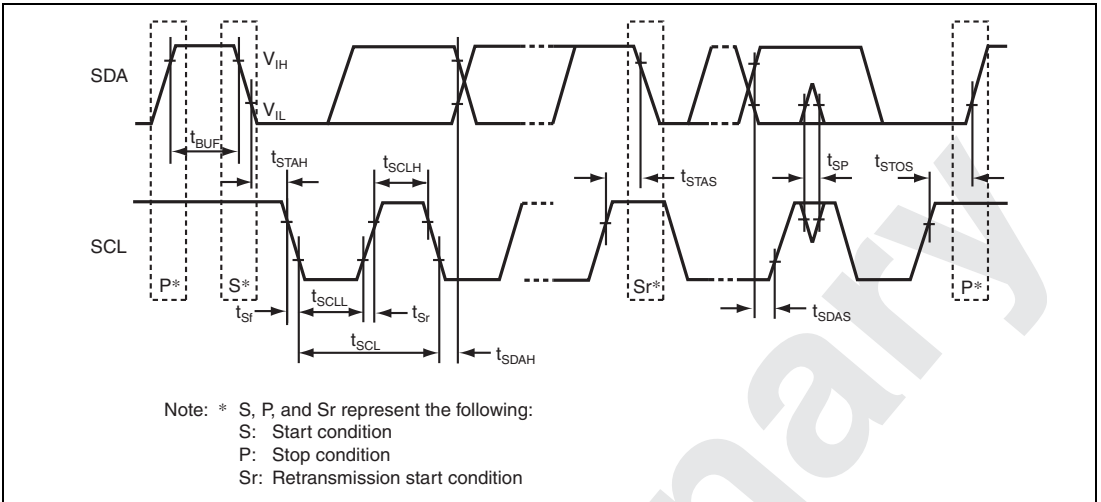 SDA
V_IH
V_IL
t_BUF
t_STAH
t_SCLH
t_STAS
t_SP
t_STOS
SCL
P*
S*
Sr*
P*
t_Sf
t_SCLL
t_Sr
t_SDAS
t_SCL
t_SDAH
Note: * S, P, and Sr represent the following:
S: Start condition
P: Stop condition
Sr: Retransmission start condition
nary